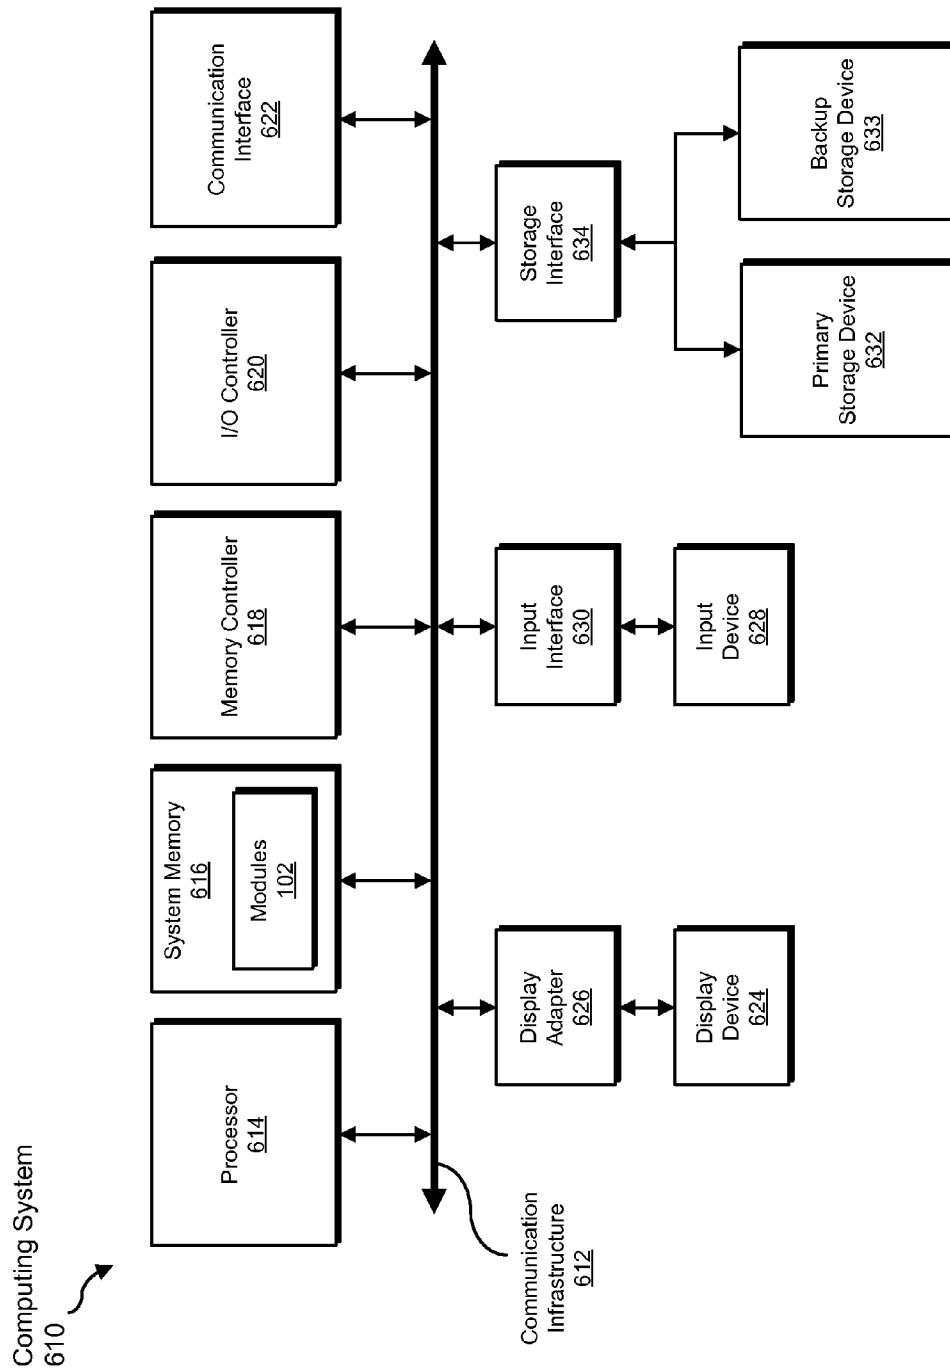 Computing System
610
Processor
614
System Memory
616
Modules
102
Memory Controller
618
I/O Controller
620
Communication
Interface
622
Communication
Infrastructure
612
Display
Adapter
626
Input
Interface
630
Storage
Interface
634
Display
Device
624
Input
Device
628
Primary
Storage Device
632
Backup
Storage Device
633